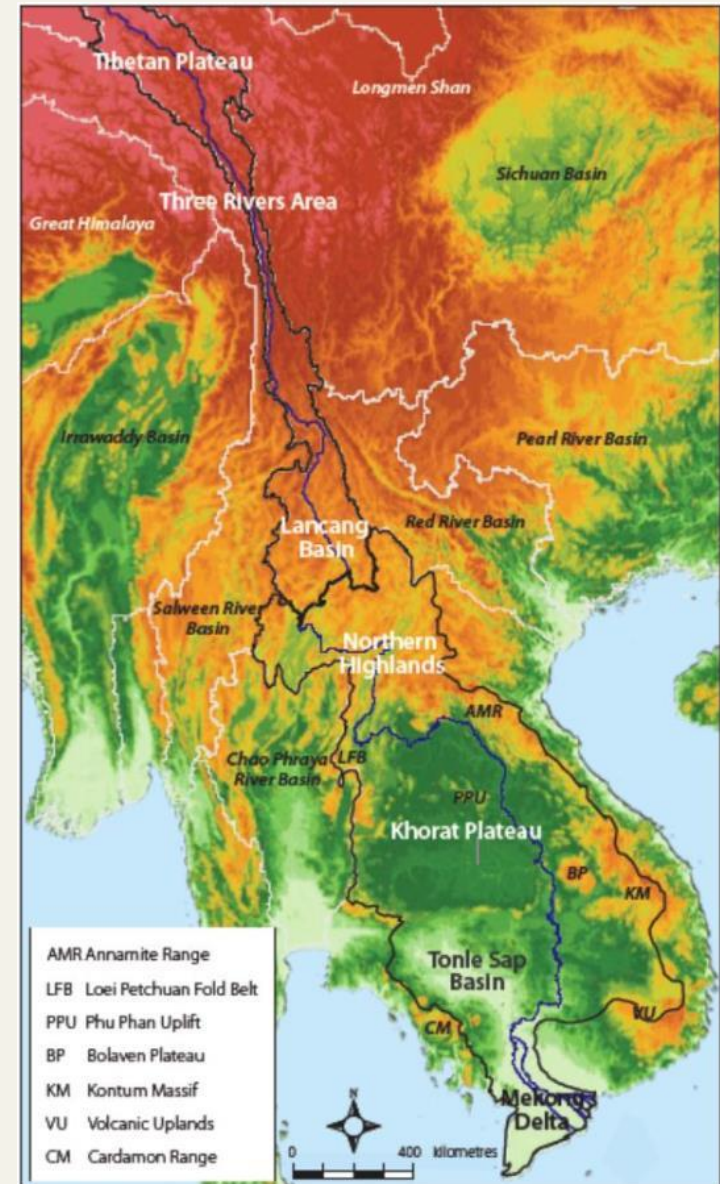 Tibetan Plateau
Longmen Shan
Sichuan Basin
Three Rivers Area
Great Himalaya
Irrawaddy Basin
Pearl River Basin
Lancang
Basin
Red River Basin
Salween River
Basin
Northern
Highlands
AMR
Chao Phraya
River Basin
LFB
PPU
Khorat Plateau
BP
KM
Tonle Sap
Basin
CM
VU
Mekong
Delta
AMR Annamite Range
LFB Loei Petchuan Fold Belt
PPU Phu Phan Uplift
BP Bolaven Plateau
KM Kontum Massif
VU Volcanic Uplands
CM Cardamon Range
N
0 400 kilometres